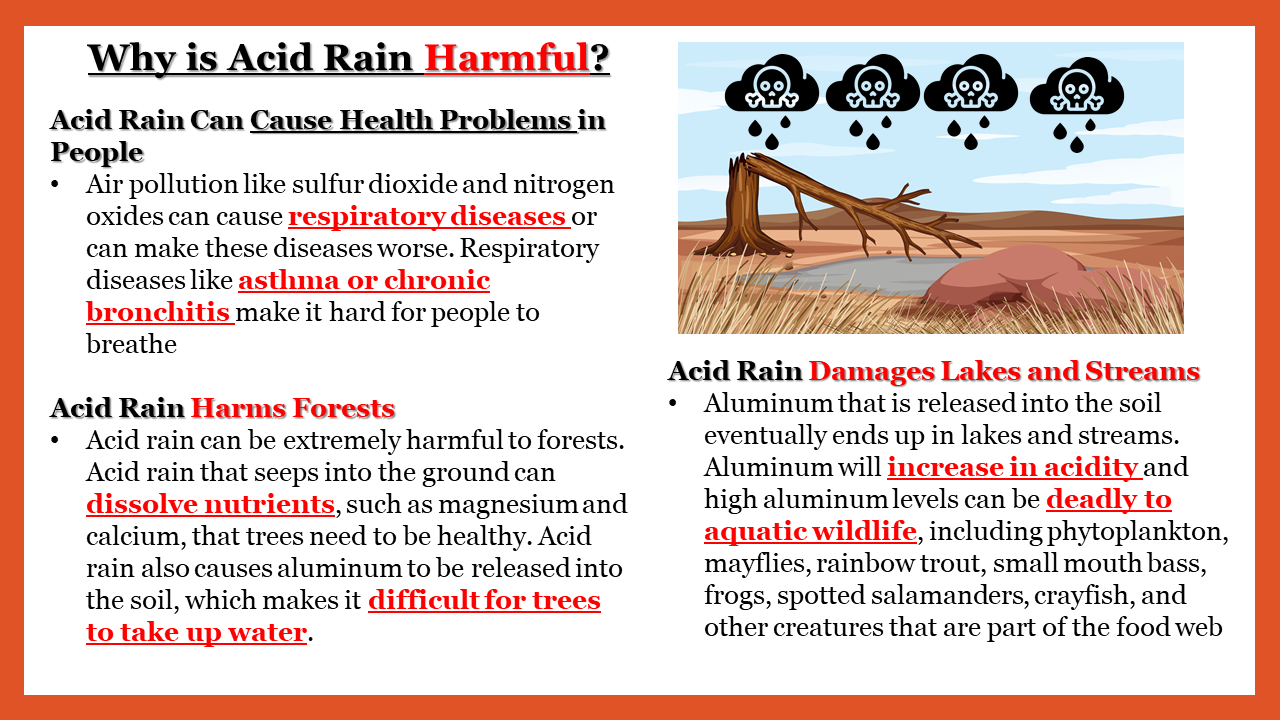 Why is Acid Rain Harmful?
Acid Rain Can Cause Health Problems in
People
• Air pollution like sulfur dioxide and nitrogen
oxides can cause respiratory diseases or
can make these diseases worse. Respiratory
diseases like asthma or chronic
bronchitis make it hard for people to
breathe
Acid Rain Harms Forests
• Acid rain can be extremely harmful to forests.
Acid rain that seeps into the ground can
dissolve nutrients, such as magnesium and
calcium, that trees need to be healthy. Acid
rain also causes aluminum to be released into
the soil, which makes it difficult for trees
to take up water.
Acid Rain Damages Lakes and Streams
• Aluminum that is released into the soil
eventually ends up in lakes and streams.
Aluminum will increase in acidity and
high aluminum levels can be deadly to
aquatic wildlife, including phytoplankton,
mayflies, rainbow trout, small mouth bass,
frogs, spotted salamanders, crayfish, and
other creatures that are part of the food web